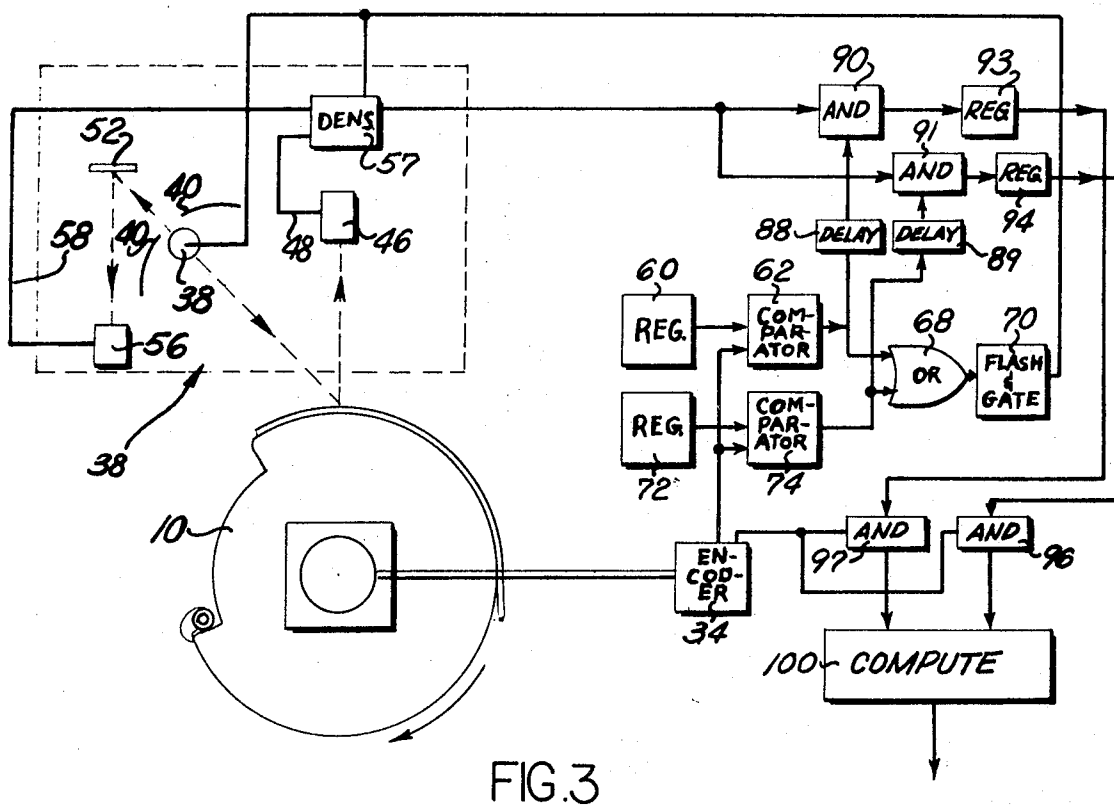 90
93
AND
REG.
52
DENS.
57
91
AND
REG.
94
40
40
38
48
46
88
DELAY
DELAY
89
58
56
60
62
REG.
COM-
PAR-
ATOR
68
OR
70
FLASH
&
GATE
38
REG.
72
COM-
PAR-
ATOR
74
10
EN-
COD-
ER
34
AND
97
AND
96
100
COMPUTE
FIG.3